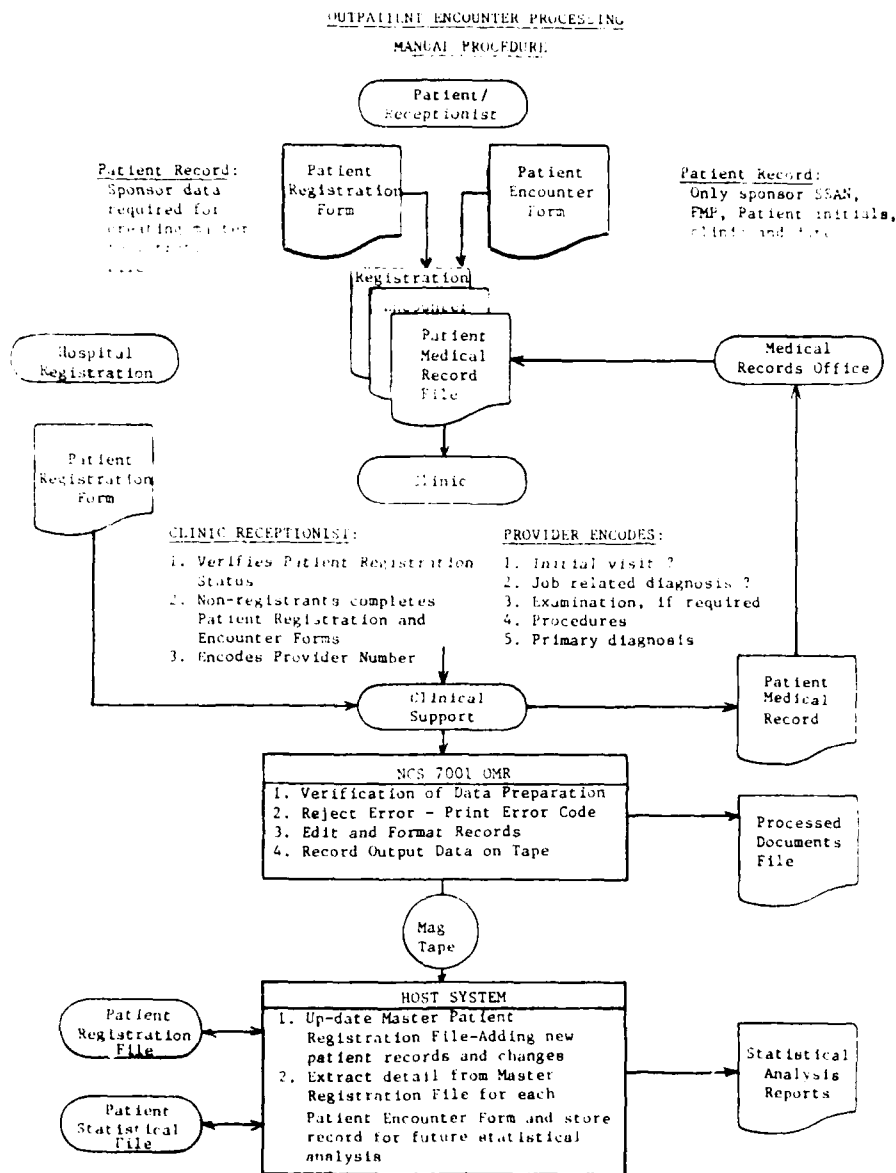 OUTPATIENT ENCOUNTER PROCESSING
MANUAL PROCEDURE
Patient/
Receptionist
Patient Record:
Sponsor data
required for
creating master
Patient
Registration
Form
Patient
Encounter
Form
Patient Record:
Only sponsor SSAN,
FMP, Patient initials,
clinic and date
Registration
Encounter
Patient
Medical
Record
File
Hospital
Registration
Medical
Records Office
Patient
Registration
Form
Clinic
CLINIC RECEPTIONIST:
1. Verifies Patient Registration
Status
2. Non-registrants completes
Patient Registration and
Encounter Forms
3. Encodes Provider Number
PROVIDER ENCODES:
1. Initial visit ?
2. Job related diagnosis ?
3. Examination, if required
4. Procedures
5. Primary diagnosis
Clinical
Support
Patient
Medical
Record
NCS 7001 OMR
1. Verification of Data Preparation
2. Reject Error - Print Error Code
3. Edit and Format Records
4. Record Output Data on Tape
Processed
Documents
File
Mag
Tape
HOST SYSTEM
1. Up-date Master Patient
Registration File-Adding new
patient records and changes
2. Extract detail from Master
Registration File for each
Patient Encounter Form and store
record for future statistical
analysis
Patient
Registration
File
Patient
Statistical
File
Statistical
Analysis
Reports